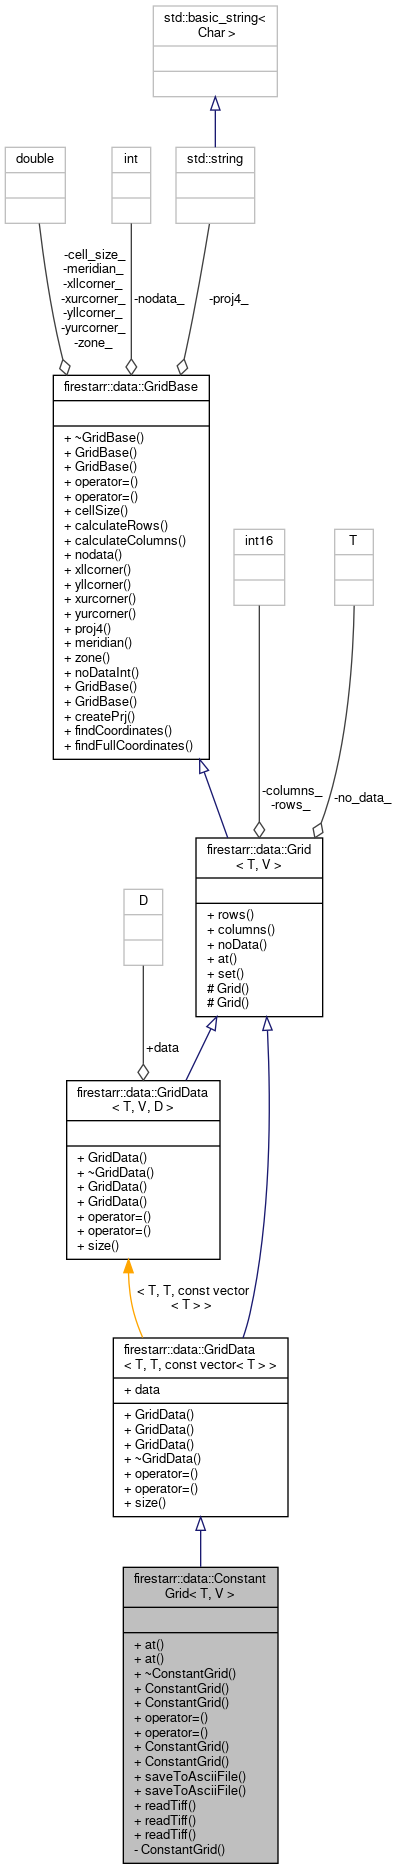 std::basic_string<
Char >
double
int
std::string
-cell_size_
-meridian_
-xllcorner_
-xurcorner_
-yllcorner_
-yurcorner_
-zone_
-nodata_
-proj4_
firestarr::data::GridBase
+ ~GridBase()
+ GridBase()
+ GridBase()
+ operator=()
+ operator=()
+ cellSize()
+ calculateRows()
+ calculateColumns()
+ nodata()
+ xllcorner()
+ yllcorner()
+ xurcorner()
+ yurcorner()
+ proj4()
+ meridian()
+ zone()
+ noDataInt()
+ GridBase()
+ GridBase()
+ createPrj()
+ findCoordinates()
+ findFullCoordinates()
int16
T
-columns_
-rows_
-no_data_
firestarr::data::Grid
< T, V >
+ rows()
+ columns()
+ noData()
+ at()
+ set()
# Grid()
# Grid()
D
+data
firestarr::data::GridData
< T, V, D >
+ GridData()
+ ~GridData()
+ GridData()
+ GridData()
+ operator=()
+ operator=()
+ size()
< T, T, const vector
< T > >
firestarr::data::GridData
< T, T, const vector< T > >
+ data
+ GridData()
+ GridData()
+ GridData()
+ ~GridData()
+ operator=()
+ operator=()
+ size()
firestarr::data::Constant
Grid< T, V >
+ at()
+ at()
+ ~ConstantGrid()
+ ConstantGrid()
+ ConstantGrid()
+ operator=()
+ operator=()
+ ConstantGrid()
+ ConstantGrid()
+ saveToAsciiFile()
+ saveToAsciiFile()
+ readTiff()
+ readTiff()
+ readTiff()
- ConstantGrid()